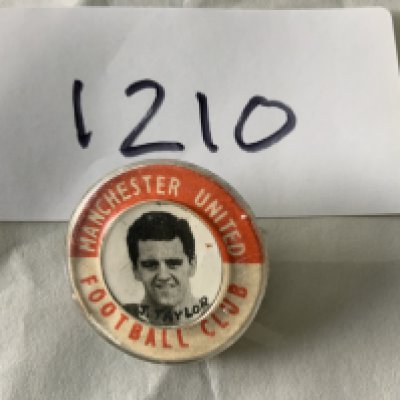 1210
MANCHESTER UNITED
J. TAYLOR
FOOTBALL CLUB